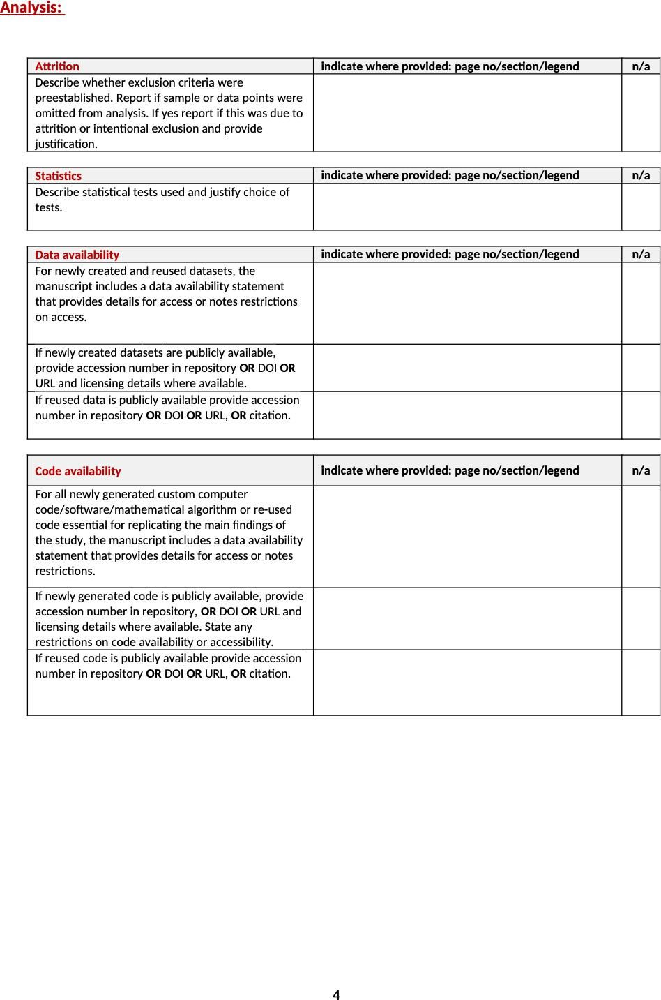 Analysis:
Attrition indicate where provided: page no/section/legend n/a
Describe whether exclusion criteria were
preestablished. Report if sample or data points were
omitted from analysis. If yes report if this was due to
attrition or intentional exclusion and provide
justification.
Statistics indicate where provided: page no/section/legend n/a
Describe statistical tests used and justify choice of
tests.
Data availability indicate where provided: page no/section/legend n/a
For newly created and reused datasets, the
manuscript includes a data availability statement
that provides details for access or notes restrictions
on access.
If newly created datasets are publicly available,
provide accession number in repository OR DOI OR
URL and licensing details where available.
If reused data is publicly available provide accession
number in repository OR DOI OR URL, OR citation.
Code availability indicate where provided: page no/section/legend n/a
For all newly generated custom computer
code/software/mathematical algorithm or re-used
code essential for replicating the main findings of
the study, the manuscript includes a data availability
statement that provides details for access or notes
restrictions.
If newly generated code is publicly available, provide
accession number in repository, OR DOI OR URL and
licensing details where available. State any
restrictions on code availability or accessibility.
If reused code is publicly available provide accession
number in repository OR DOI OR URL, OR citation.
4